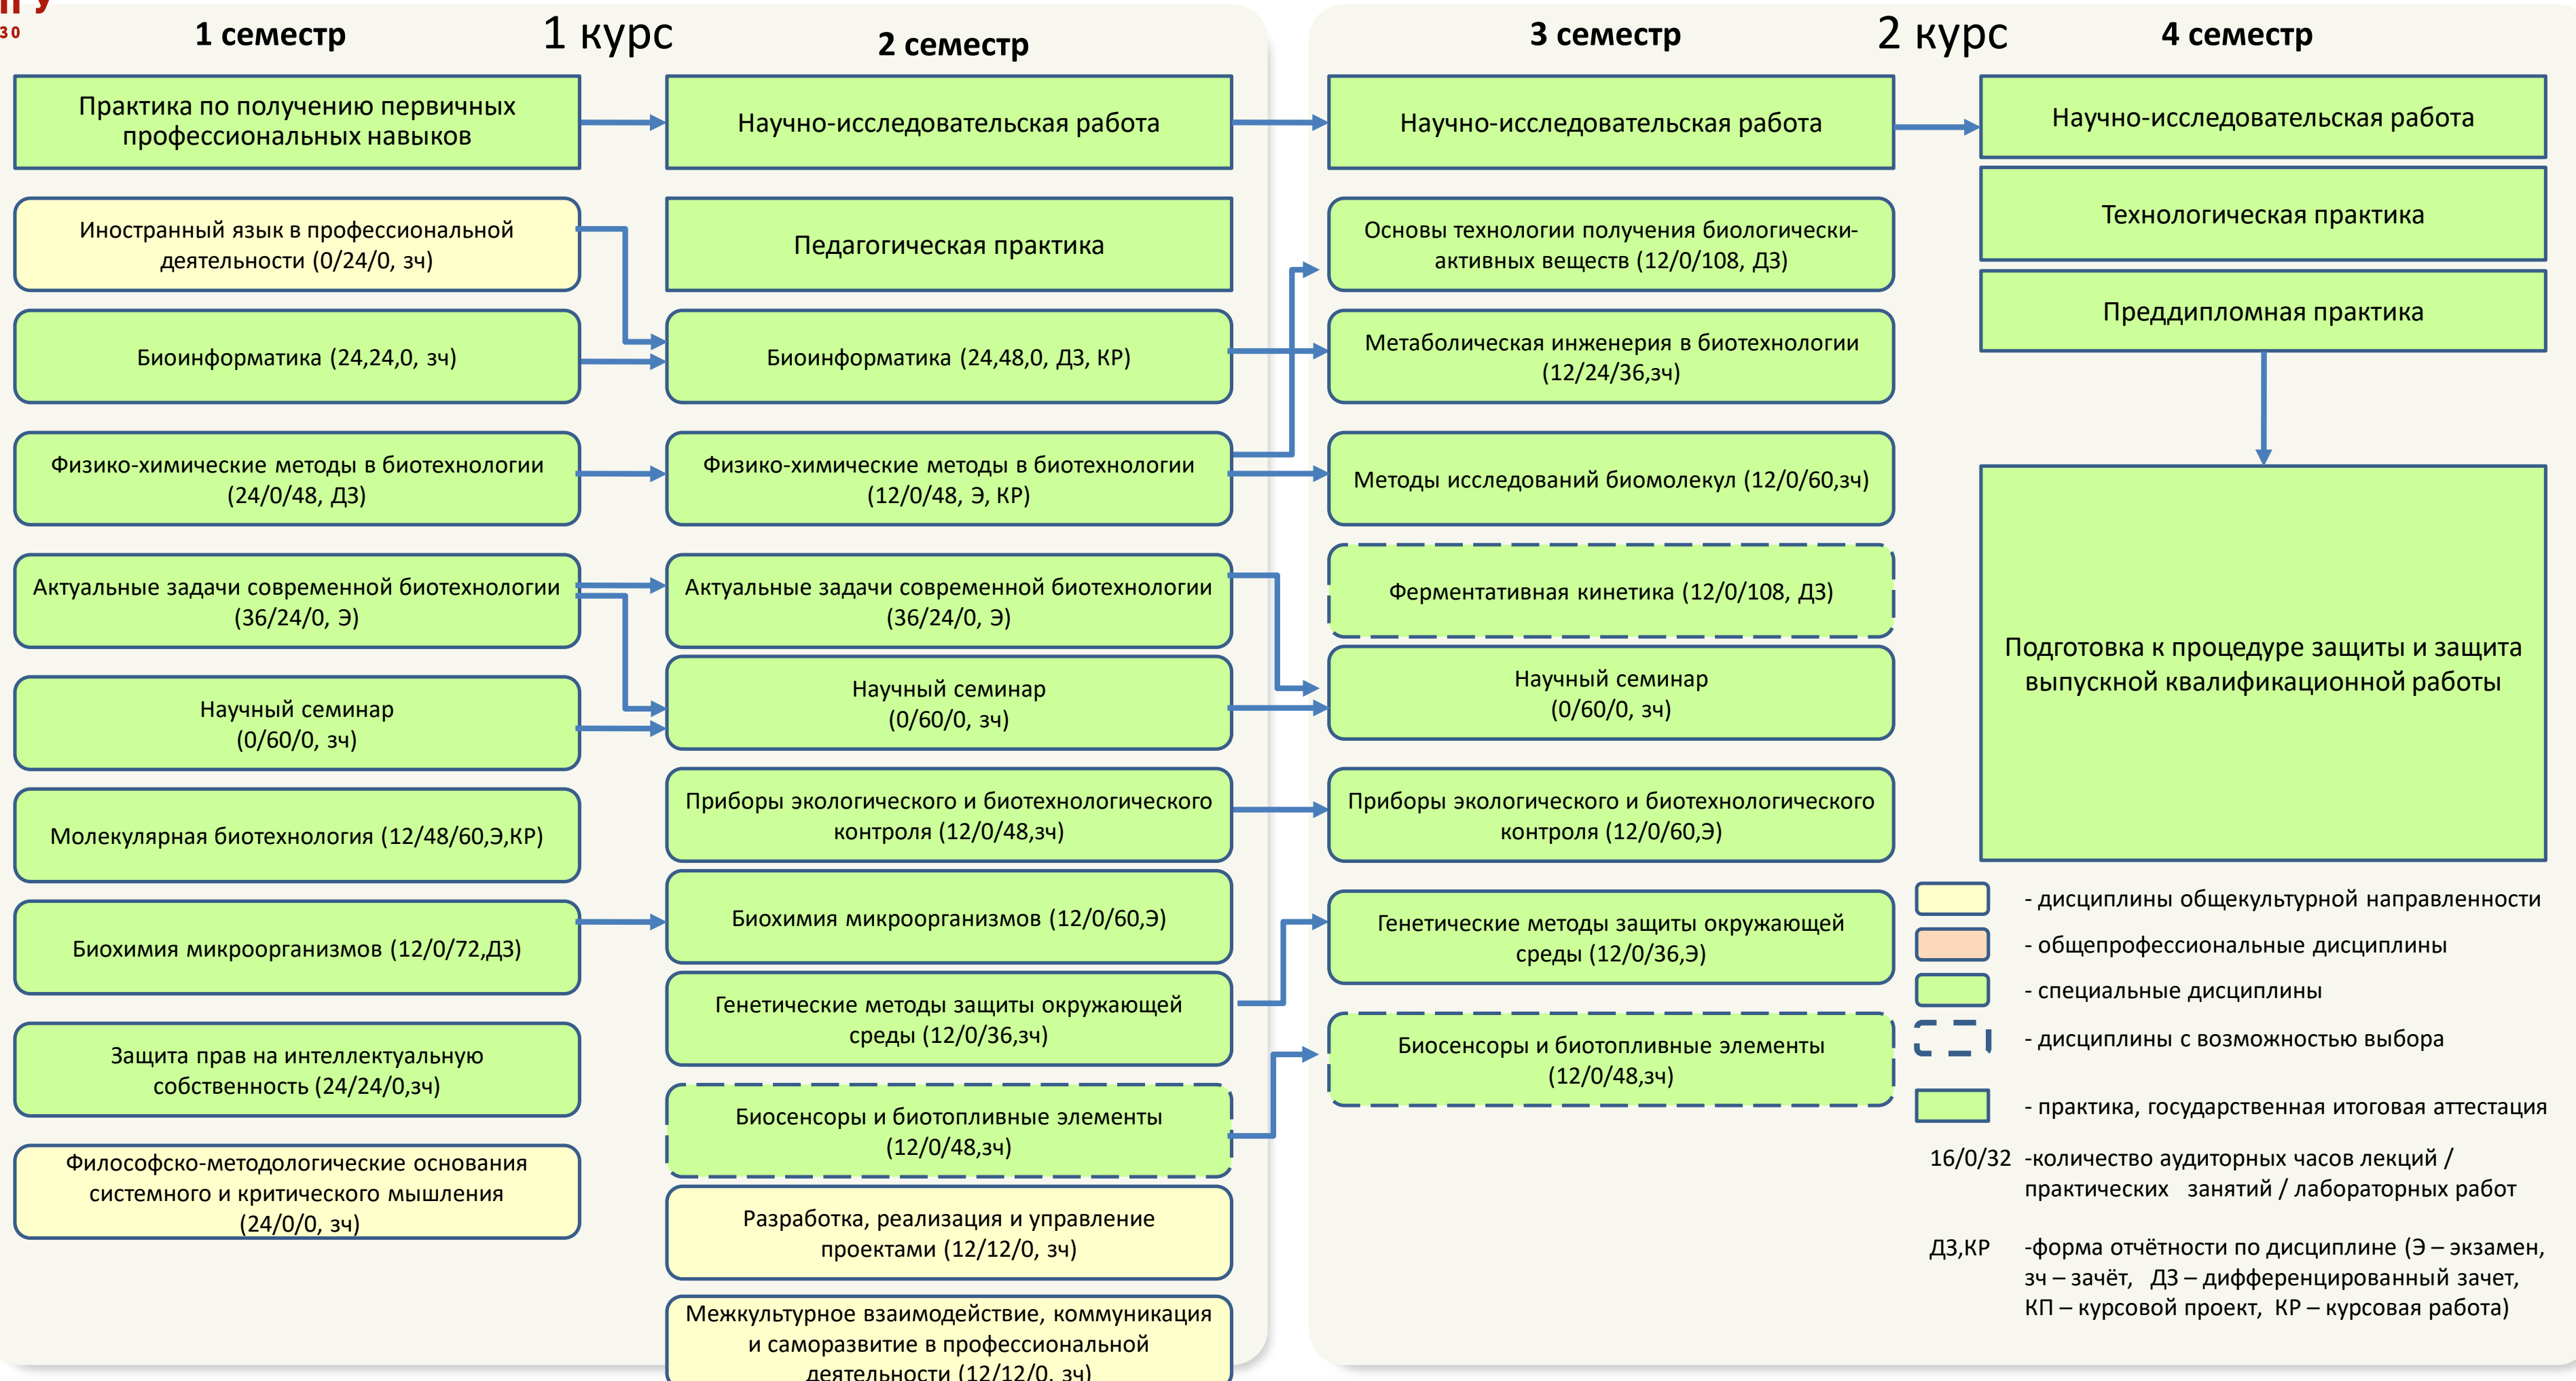 30
1 семестр
1 курс
2 семестр
3 семестр
2 курс
4 семестр
Практика по получению первичных
профессиональных навыков
Иностранный язык в профессиональной
деятельности (0/24/0, зч)
Биоинформатика (24,24,0, зч)
Физико-химические методы в биотехнологии
(24/0/48, ДЗ)
Актуальные задачи современной биотехнологии
(36/24/0, Э)
Научный семинар
(0/60/0, зч)
Молекулярная биотехнология (12/48/60,Э,КР)
Биохимия микроорганизмов (12/0/72,ДЗ)
Защита прав на интеллектуальную
собственность (24/24/0,зч)
Философско-методологические основания
системного и критического мышления
(24/0/0, зч)
Научно-исследовательская работа
Педагогическая практика
Биоинформатика (24,48,0, ДЗ, КР)
Физико-химические методы в биотехнологии
(12/0/48, Э, КР)
Актуальные задачи современной биотехнологии
(36/24/0, Э)
Научный семинар
(0/60/0, зч)
Приборы экологического и биотехнологического
контроля (12/0/48,зч)
Биохимия микроорганизмов (12/0/60,Э)
Генетические методы защиты окружающей
среды (12/0/36,зч)
Биосенсоры и биотопливные элементы
(12/0/48,зч)
Разработка, реализация и управление
проектами (12/12/0, зч)
Межкультурное взаимодействие, коммуникация
и саморазвитие в профессиональной
деятельности (12/12/0, зч)
Научно-исследовательская работа
Основы технологии получения биологически-
активных веществ (12/0/108, ДЗ)
Метаболическая инженерия в биотехнологии
(12/24/36,зч)
Методы исследований биомолекул (12/0/60,зч)
Ферментативная кинетика (12/0/108, ДЗ)
Научный семинар
(0/60/0, зч)
Приборы экологического и биотехнологического
контроля (12/0/60,Э)
Генетические методы защиты окружающей
среды (12/0/36,Э)
Биосенсоры и биотопливные элементы
(12/0/48,зч)
Научно-исследовательская работа
Технологическая практика
Преддипломная практика
Подготовка к процедуре защиты и защита
выпускной квалификационной работы
- дисциплины общекультурной направленности
- общепрофессиональные дисциплины
- специальные дисциплины
- дисциплины с возможностью выбора
- практика, государственная итоговая аттестация
16/0/32 -количество аудиторных часов лекций /
практических занятий / лабораторных работ
ДЗ,КР -форма отчётности по дисциплине (Э – экзамен,
зч – зачёт, ДЗ – дифференцированный зачет,
КП – курсовой проект, КР – курсовая работа)